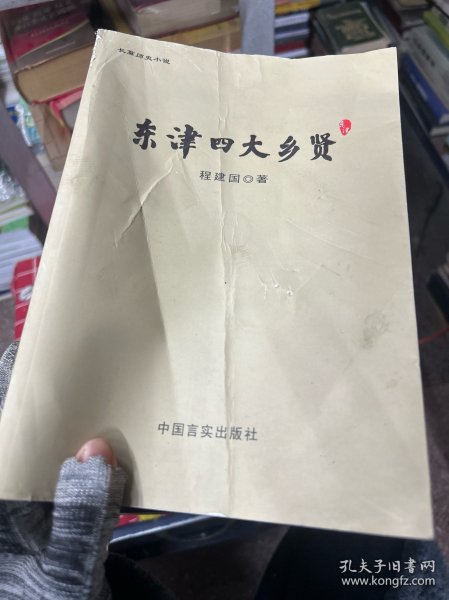 长篇历史小说
东津四大乡贤
程建国◎著
中国言实出版社
孔夫子旧书网
www.kongfz.com